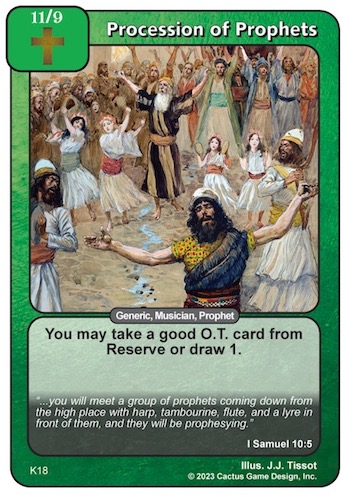 11/9
Procession of Prophets
Generic, Musician, Prophet
You may take a good O.T. card from
Reserve or draw 1.
"...you will meet a group of prophets coming down from
the high place with harp, tambourine, flute, and a lyre in
front of them, and they will be prophesying."
I Samuel 10:5
Illus. J.J. Tissot
K18
© 2023 Cactus Game Design, Inc.